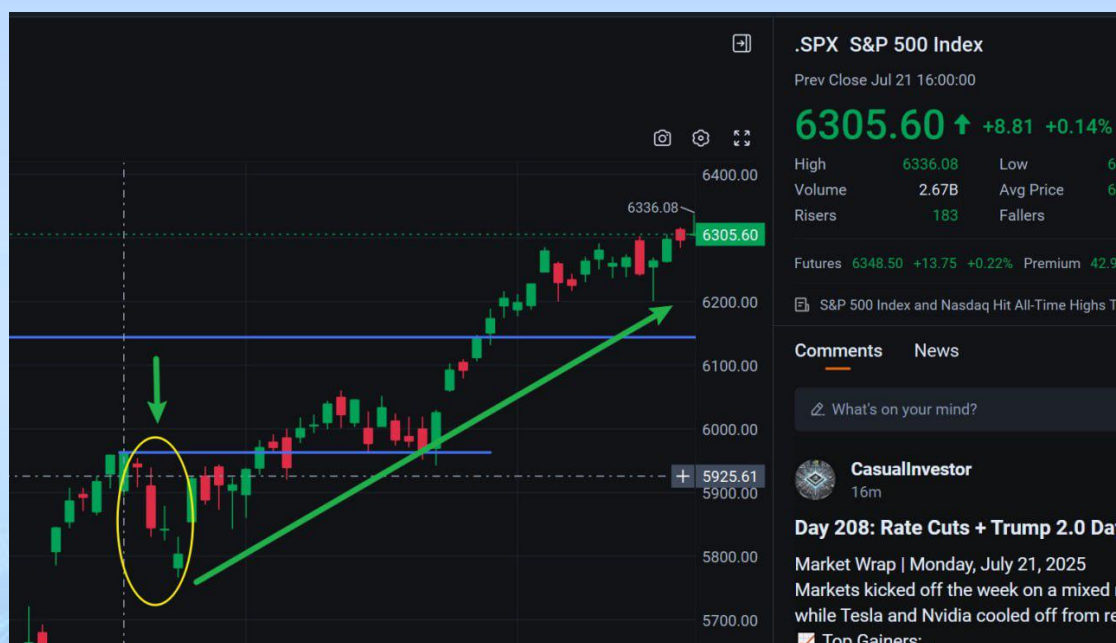 6400.00
6336.08
6305.60
6200.00
6100.00
6000.00
5925.61
5900.00
5800.00
5700.00
.SPX S&P 500 Index
Prev Close Jul 21 16:00:00
6305.60 +8.81 +0.14%
High 6336.08 Low
Volume 2.67B Avg Price
Risers 183 Fallers
Futures 6348.50 +13.75 +0.22% Premium 42.9
S&P 500 Index and Nasdaq Hit All-Time Highs
Comments News
What's on your mind?
CasualInvestor
16m
Day 208: Rate Cuts + Trump 2.0
Market Wrap | Monday, July 21, 2025
Markets kicked off the week on a mixed
while Tesla and Nvidia cooled off from
Top Gainers: